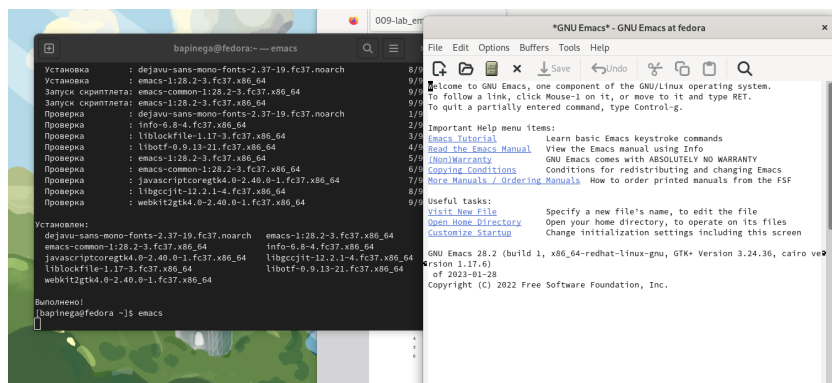 009-lab_em
bapinega@fedora:~ — emacs
Установка : dejavu-sans-mono-fonts-2.37-19.fc37.noarch 8/9
Установка : emacs-1:28.2-3.fc37.x86_64 9/9
Запуск скриптлета: emacs-common-1:28.2-3.fc37.x86_64 9/9
Запуск скриптлета: emacs-1:28.2-3.fc37.x86_64 9/9
Проверка : dejavu-sans-mono-fonts-2.37-19.fc37.noarch 1/9
Проверка : info-6.8-4.fc37.x86_64 2/9
Проверка : liblockfile-1.17-3.fc37.x86_64 3/9
Проверка : libotf-0.9.13-21.fc37.x86_64 4/9
Проверка : emacs-1:28.2-3.fc37.x86_64 5/9
Проверка : emacs-common-1:28.2-3.fc37.x86_64 6/9
Проверка : javascriptcoregtk4.0-2.40.0-1.fc37.x86_64 7/9
Проверка : libgccjit-12.2.1-4.fc37.x86_64 8/9
Проверка : webkit2gtk4.0-2.40.0-1.fc37.x86_64 9/9
Установлен:
dejavu-sans-mono-fonts-2.37-19.fc37.noarch emacs-1:28.2-3.fc37.x86_64
emacs-common-1:28.2-3.fc37.x86_64 info-6.8-4.fc37.x86_64
javascriptcoregtk4.0-2.40.0-1.fc37.x86_64 libgccjit-12.2.1-4.fc37.x86_64
liblockfile-1.17-3.fc37.x86_64 libotf-0.9.13-21.fc37.x86_64
webkit2gtk4.0-2.40.0-1.fc37.x86_64
Выполнено!
[bapinega@fedora ~]$ emacs
*GNU Emacs* - GNU Emacs at fedora
File Edit Options Buffers Tools Help
Save Undo
Welcome to GNU Emacs, one component of the GNU/Linux operating system.
To follow a link, click Mouse-1 on it, or move to it and type RET.
To quit a partially entered command, type Control-g.
Important Help menu items:
Emacs Tutorial Learn basic Emacs keystroke commands
Read the Emacs Manual View the Emacs manual using Info
(Non)Warranty GNU Emacs comes with ABSOLUTELY NO WARRANTY
Copying Conditions Conditions for redistributing and changing Emacs
More Manuals / Ordering Manuals How to order printed manuals from the FSF
Useful tasks:
Visit New File Specify a new file's name, to edit the file
Open Home Directory Open your home directory, to operate on its files
Customize Startup Change initialization settings including this screen
GNU Emacs 28.2 (build 1, x86_64-redhat-linux-gnu, GTK+ Version 3.24.36, cairo ve
rsion 1.17.6)
of 2023-01-28
Copyright (C) 2022 Free Software Foundation, Inc.